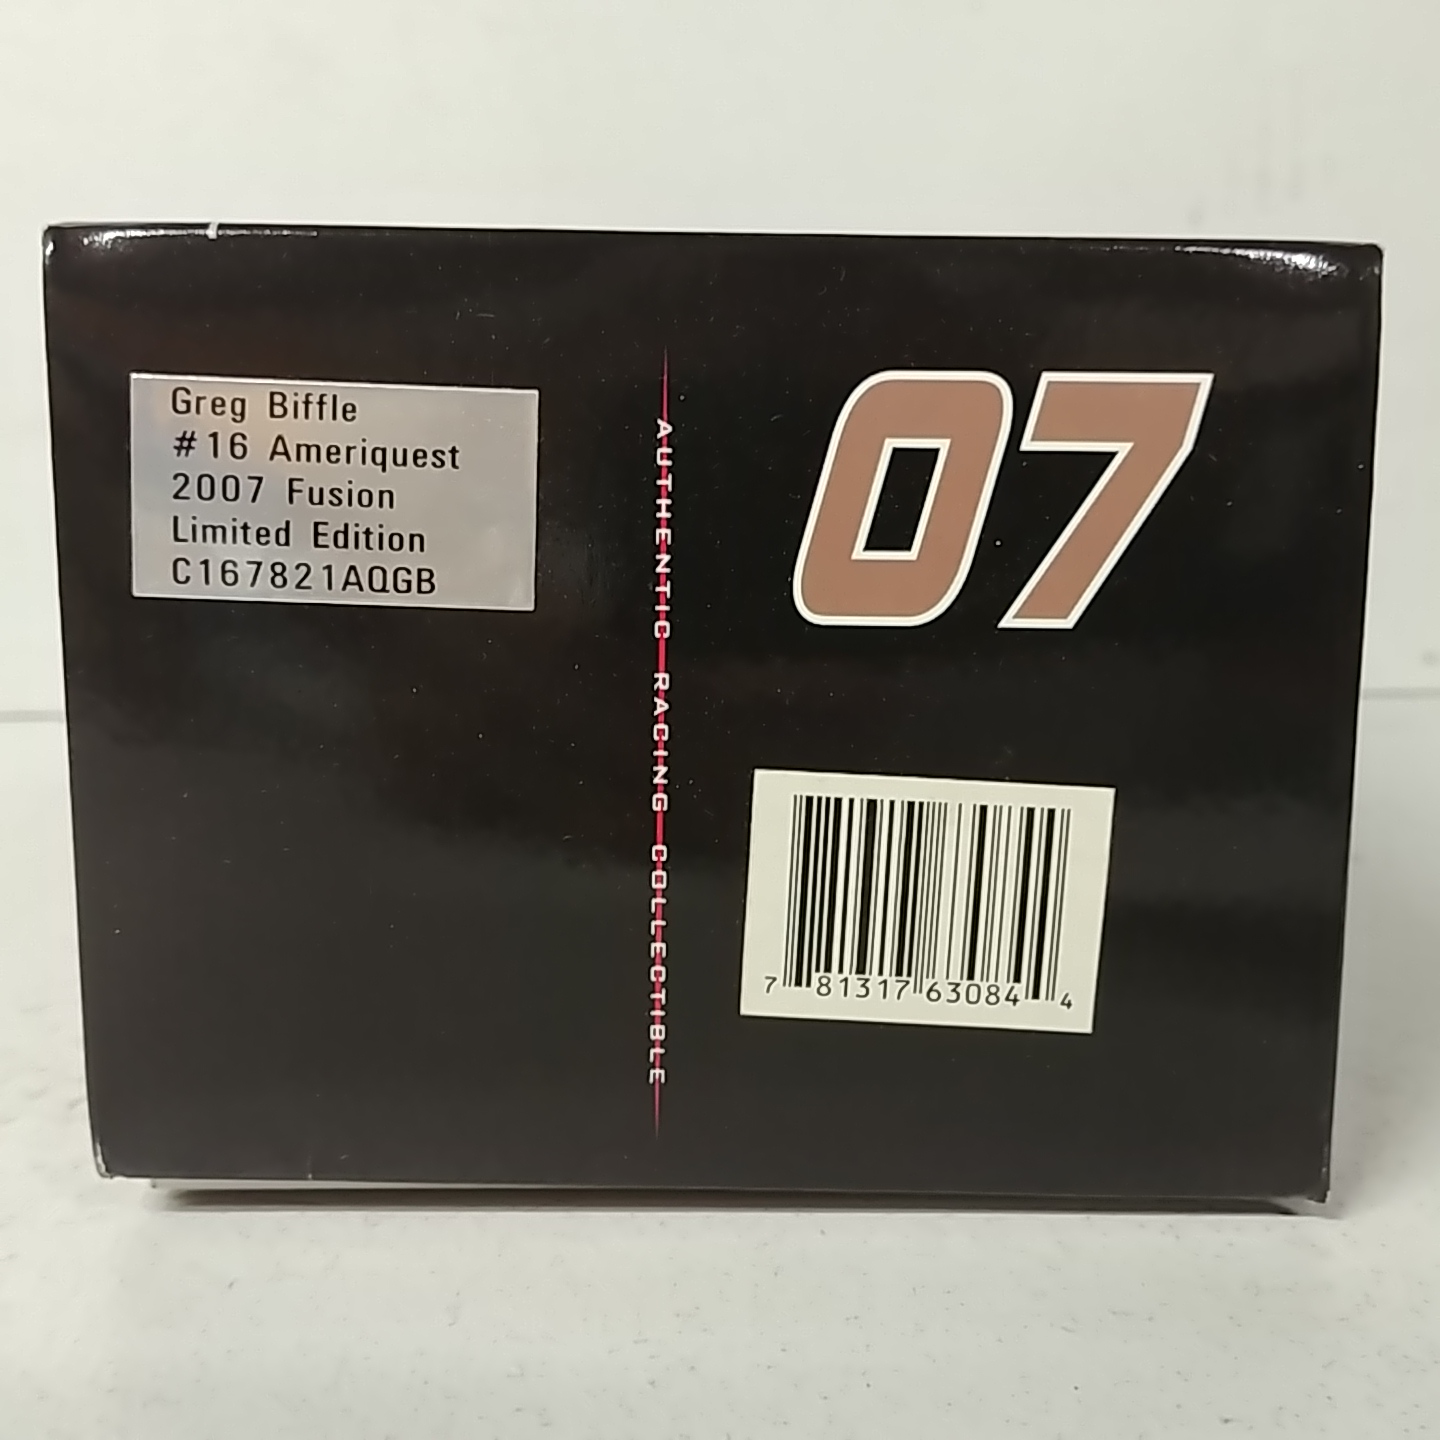 Greg Biffle
#16 Ameriquest
2007 Fusion
Limited Edition
C167821AQGB
AUTHENTIC RACING COLLECTIBLE
07
7 81317 63084 4